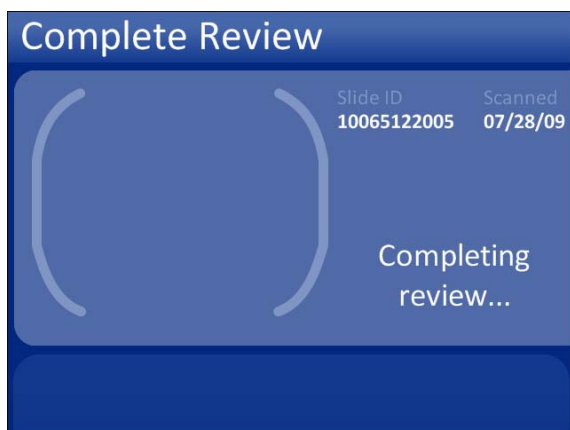 Complete Review
Slide ID Scanned
10065122005 07/28/09
Completing
review...